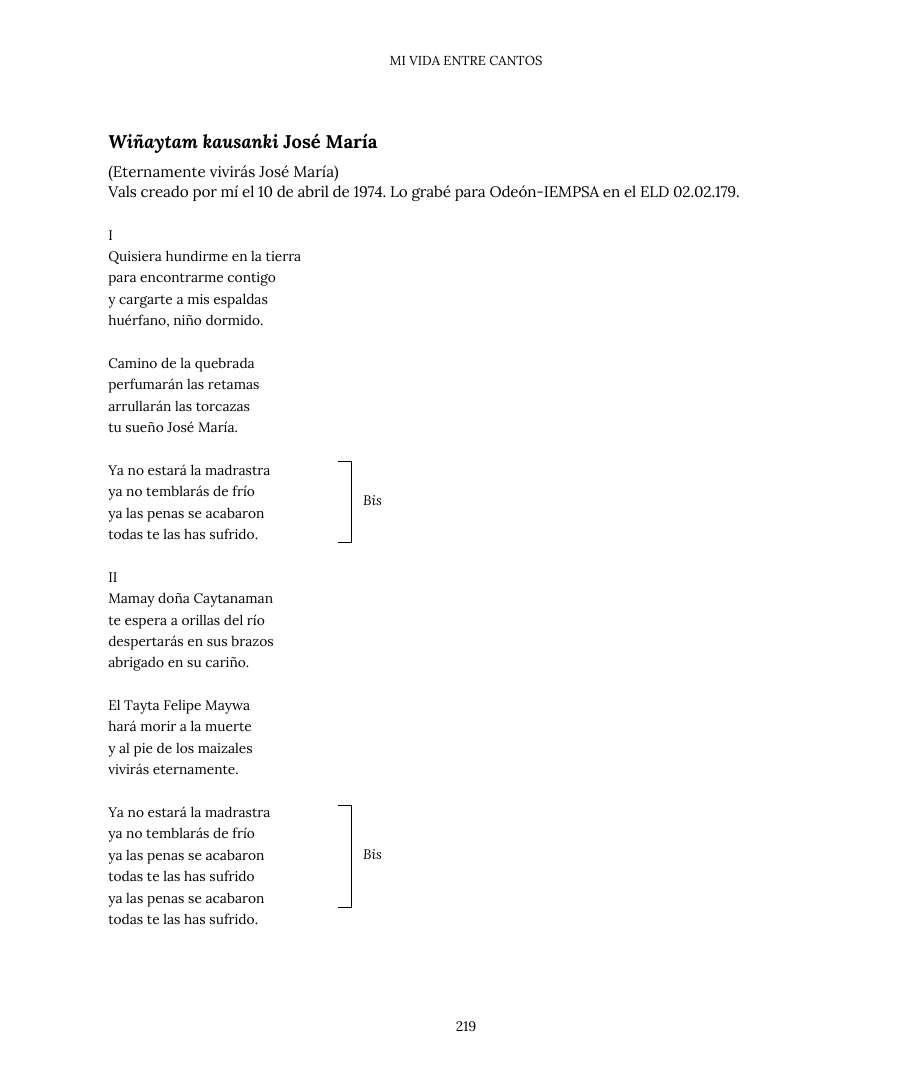 MI VIDA ENTRE CANTOS
Wiñaytam kausanki José María
(Eternamente vivirás José María)
Vals creado por mí el 10 de abril de 1974. Lo grabé para Odeón-IEMPSA en el ELD 02.02.179.
I
Quisiera hundirme en la tierra
para encontrarme contigo
y cargarte a mis espaldas
huérfano, niño dormido.
Camino de la quebrada
perfumarán las retamas
arrullarán las torcazas
tu sueño José María.
Ya no estará la madrastra
ya no temblarás de frío
ya las penas se acabaron
todas te las has sufrido.
Bis
II
Mamay doña Caytanaman
te espera a orillas del río
despertarás en sus brazos
abrigado en su cariño.
El Tayta Felipe Maywa
hará morir a la muerte
y al pie de los maizales
vivirás eternamente.
Ya no estará la madrastra
ya no temblarás de frío
ya las penas se acabaron
todas te las has sufrido
ya las penas se acabaron
todas te las has sufrido.
Bis
219